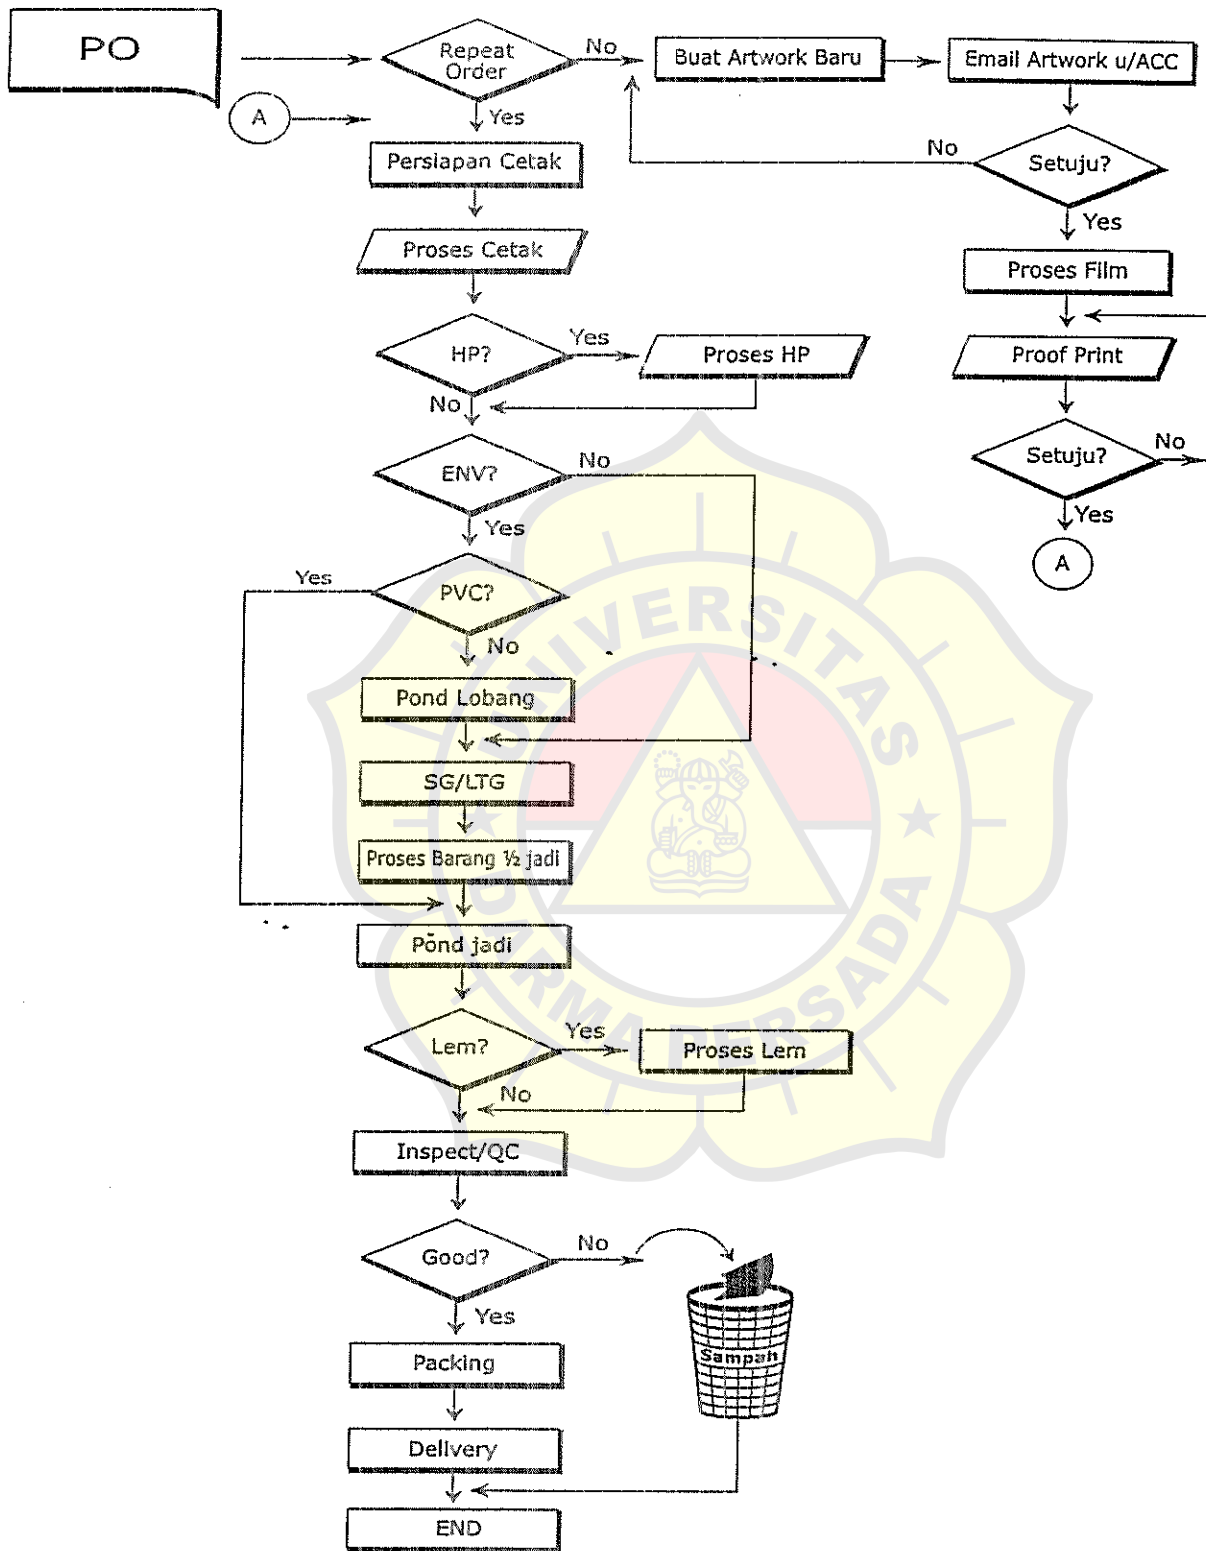 PO
Repeat
Order
No
Buat Artwork Baru
Email Artwork u/ACC
A
Yes
No
Setuju?
Persiapan Cetak
Yes
Proses Cetak
Proses Film
HP?
Yes
Proses HP
Proof Print
No
ENV?
No
Setuju?
No
Yes
Yes
A
Yes
PVC?
No
Pond Lobang
SG/LTG
Proses Barang ½ jadi
Pond jadi
Lem?
Yes
Proses Lem
No
Inspect/QC
Good?
No
Yes
Packing
Sampah
Delivery
END
UNIVERSITAS
DARMA PERSADA